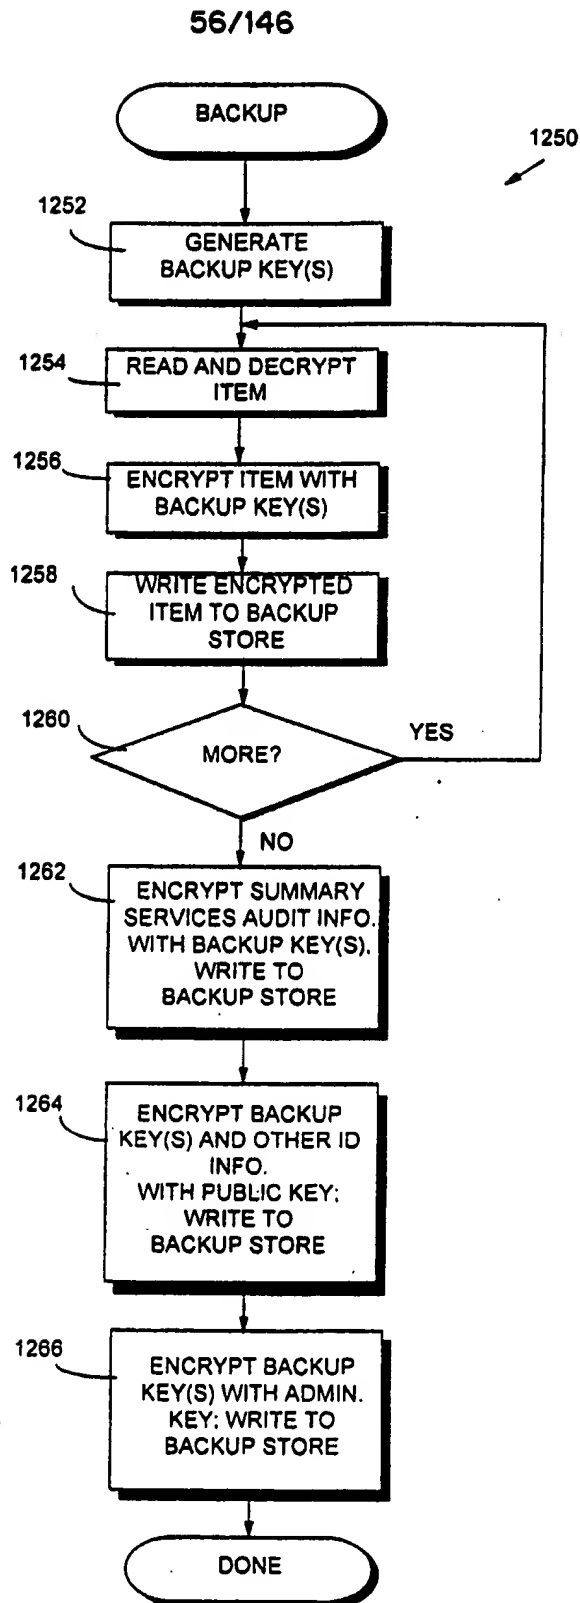 56/146
BACKUP
1250
1252
GENERATE
BACKUP KEY(S)
1254
READ AND DECRYPT
ITEM
1256
ENCRYPT ITEM WITH
BACKUP KEY(S)
1258
WRITE ENCRYPTED
ITEM TO BACKUP
STORE
1260
MORE?
YES
NO
1262
ENCRYPT SUMMARY
SERVICES AUDIT INFO.
WITH BACKUP KEY(S).
WRITE TO
BACKUP STORE
1264
ENCRYPT BACKUP
KEY(S) AND OTHER ID
INFO.
WITH PUBLIC KEY;
WRITE TO
BACKUP STORE
1266
ENCRYPT BACKUP
KEY(S) WITH ADMIN.
KEY; WRITE TO
BACKUP STORE
DONE